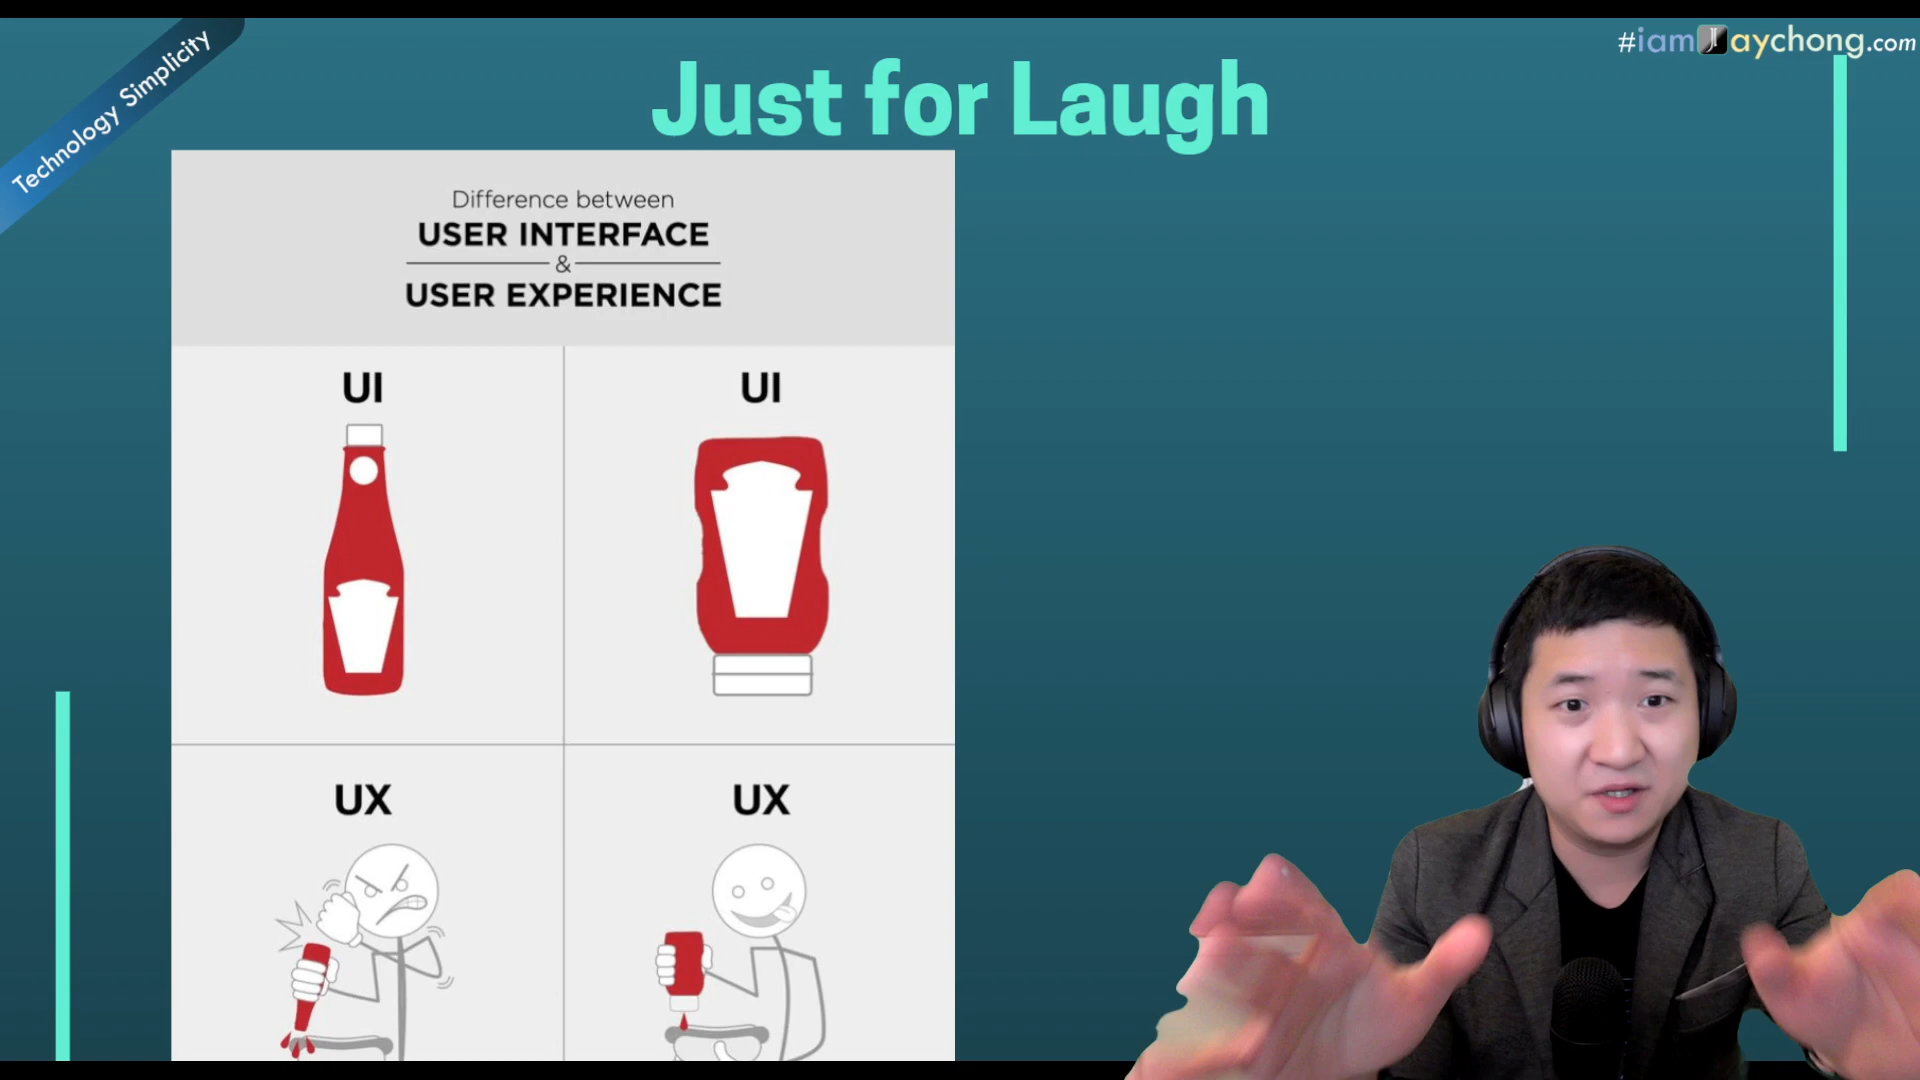 Technology Simplicity
#iamJaychong.com
Just for Laugh
Difference between
USER INTERFACE
&
USER EXPERIENCE
UI
UI
UX
UX